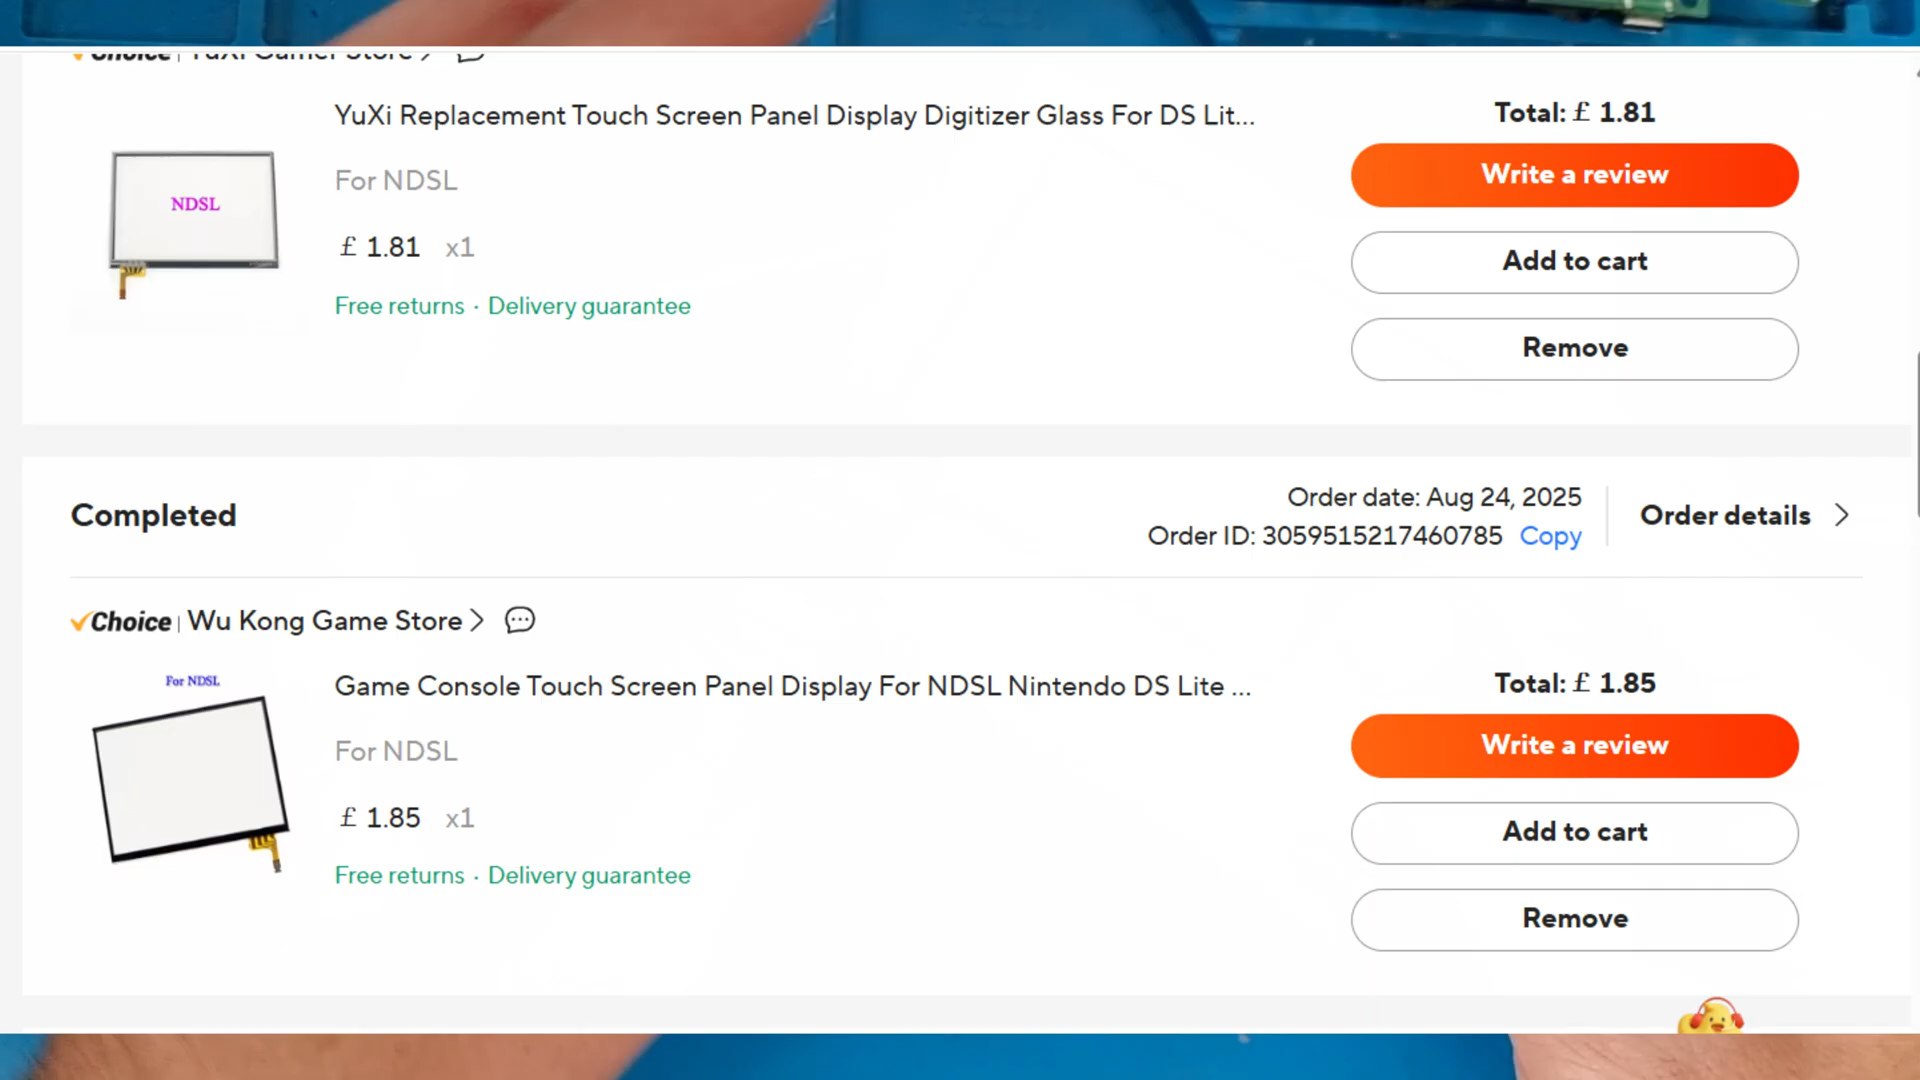 Choice | YuXi Gamer Store
YuXi Replacement Touch Screen Panel Display Digitizer Glass For DS Lit...
Total: £ 1.81
NDSL
For NDSL
Write a review
£ 1.81 x1
Add to cart
Free returns · Delivery guarantee
Remove
Completed
Order date: Aug 24, 2025
Order ID: 3059515217460785 Copy
Order details
Choice | Wu Kong Game Store
For NDSL
Game Console Touch Screen Panel Display For NDSL Nintendo DS Lite ...
Total: £ 1.85
For NDSL
Write a review
£ 1.85 x1
Add to cart
Free returns · Delivery guarantee
Remove